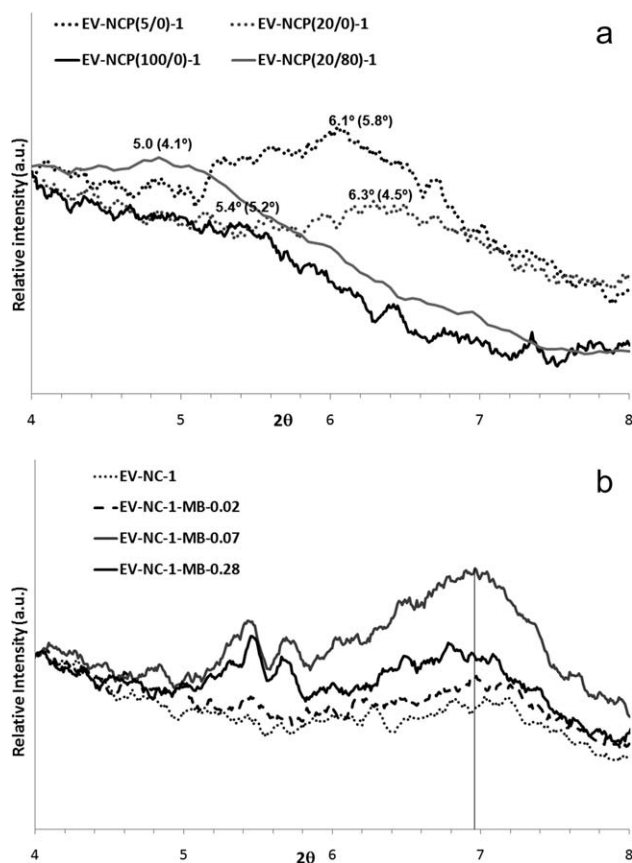 EV-NCP(5/0)-1 EV-NCP(20/0)-1 a
EV-NCP(100/0)-1 EV-NCP(20/80)-1
6.1º (5.8º)
5.0 (4.1º)
6.3º (4.5º)
5.4º (5.2º)
Relative intensity (a.u.)
4 5 2θ 6 7 8
EV-NC-1 b
EV-NC-1-MB-0.02
EV-NC-1-MB-0.07
EV-NC-1-MB-0.28
Relative Intensity (a.u.)
4 5 2θ 6 7 8